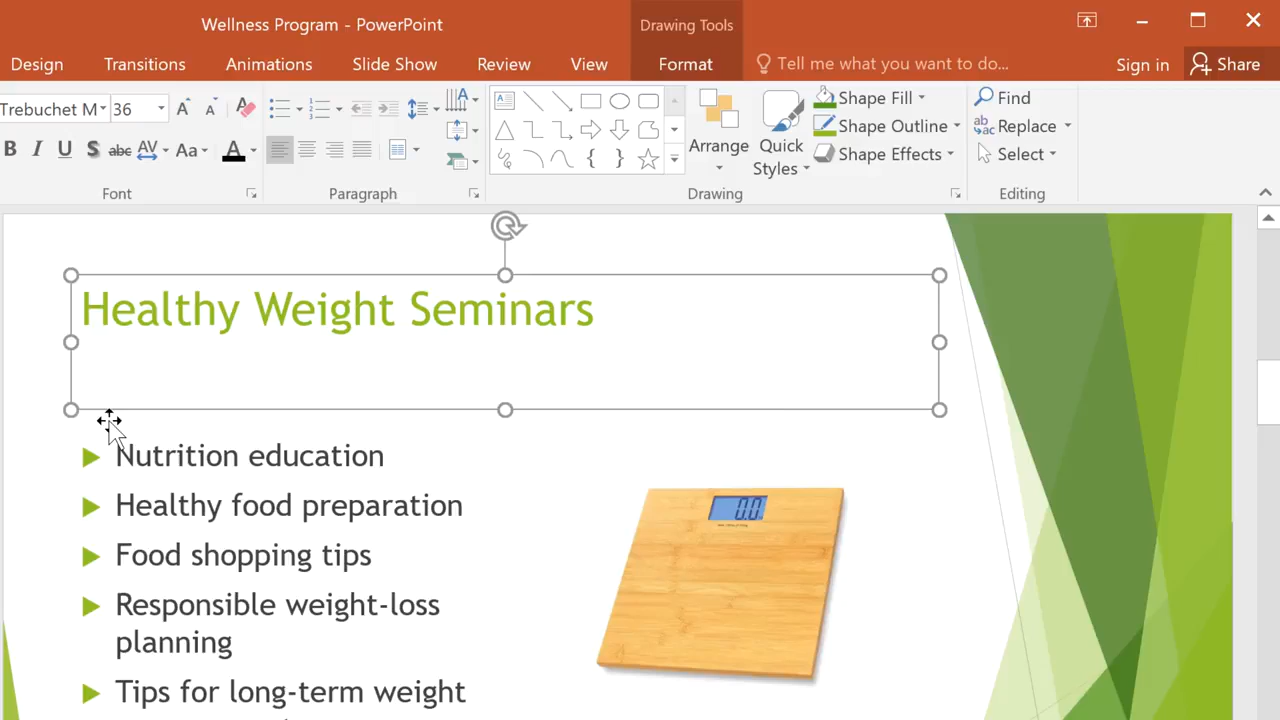 Wellness Program - PowerPoint
Drawing Tools
Design Transitions Animations Slide Show Review View Format Tell me what you want to do... Sign in Share
Trebuchet M 36
Shape Fill Find
Shape Outline Replace
Arrange Quick Styles
Shape Effects Select
B I U S abc AV Aa A
Font Paragraph Drawing Editing
Healthy Weight Seminars
Nutrition education
Healthy food preparation
0.0
Food shopping tips
Responsible weight-loss
planning
Tips for long-term weight